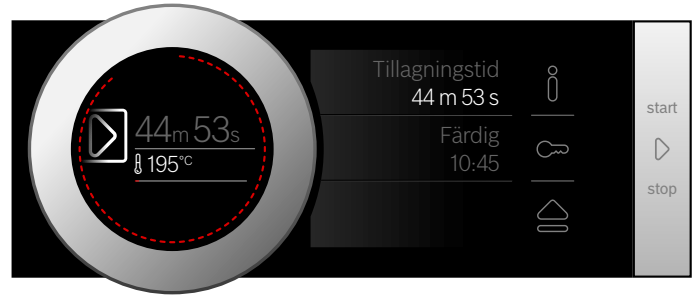 44m 53s
195°C
Tillagningstid
44 m 53 s
Färdig
10:45
start
stop